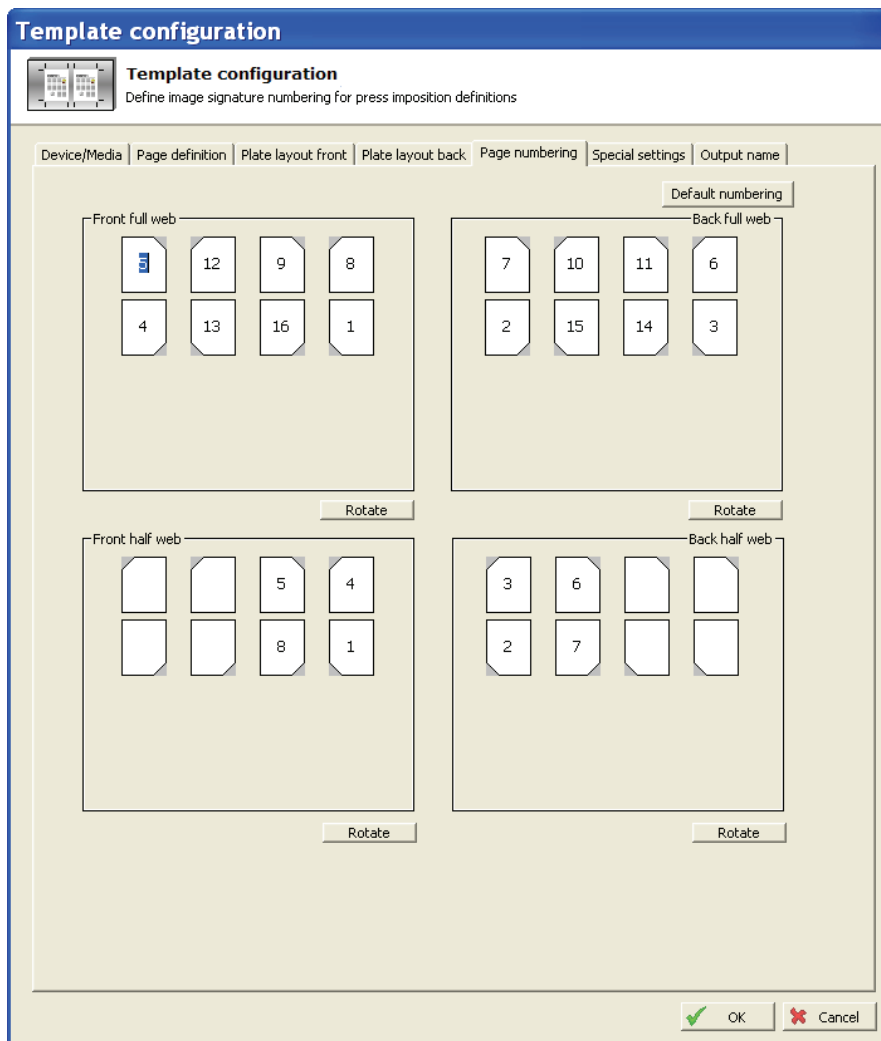 Template configuration
Template configuration
Define image signature numbering for press imposition definitions
Device/Media Page definition Plate layout front Plate layout back Page numbering Special settings Output name
Default numbering
Front full web Back full web
5 12 9 8 7 10 11 6
4 13 16 1 2 15 14 3
Rotate Rotate
Front half web Back half web
5 4 3 6
8 1 2 7
Rotate Rotate
OK Cancel